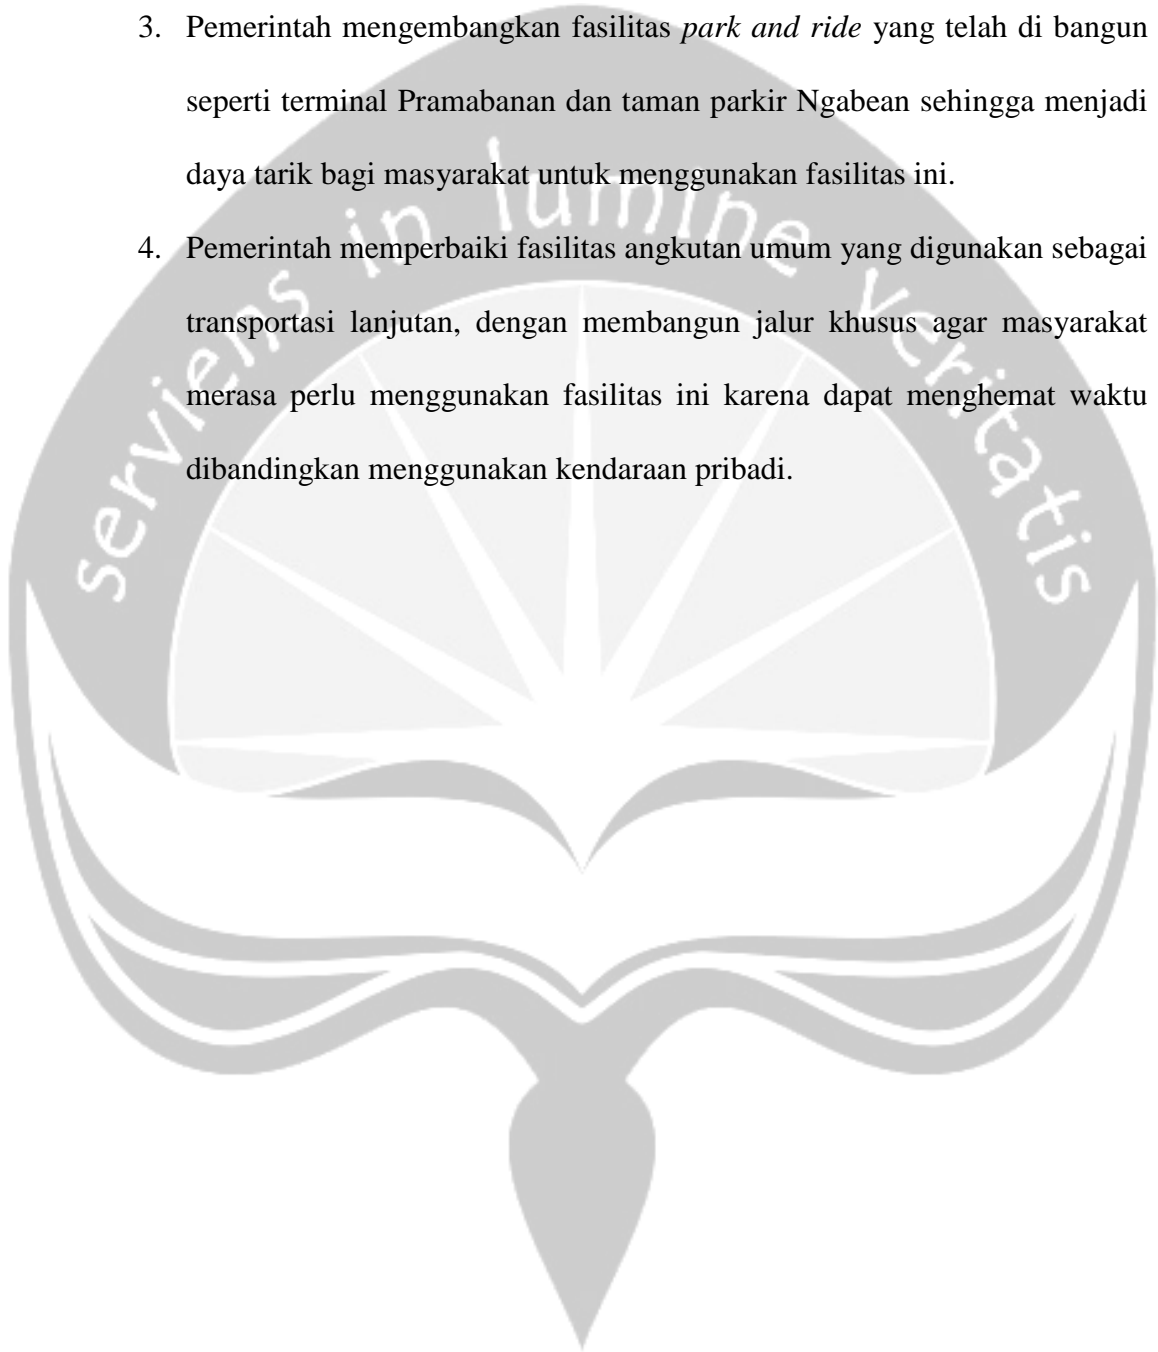 3. Pemerintah mengembangkan fasilitas park and ride yang telah di bangun
seperti terminal Pramabanan dan taman parkir Ngabean sehingga menjadi
daya tarik bagi masyarakat untuk menggunakan fasilitas ini.
4. Pemerintah memperbaiki fasilitas angkutan umum yang digunakan sebagai
transportasi lanjutan, dengan membangun jalur khusus agar masyarakat
merasa perlu menggunakan fasilitas ini karena dapat menghemat waktu
dibandingkan menggunakan kendaraan pribadi.
serviens in lumine veritatis